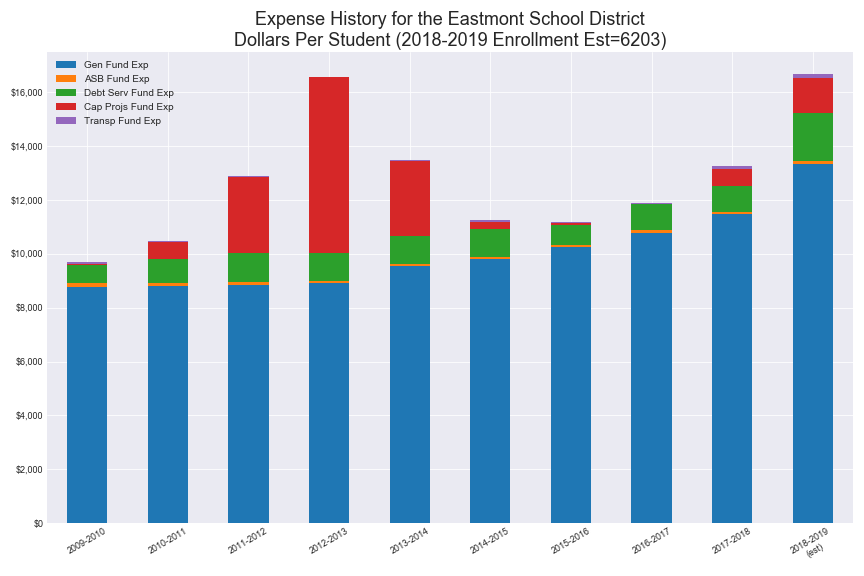 Expense History for the Eastmont School District
Dollars Per Student (2018-2019 Enrollment Est=6203)
Gen Fund Exp
ASB Fund Exp
Debt Serv Fund Exp
Cap Projs Fund Exp
Transp Fund Exp
$16,000
$14,000
$12,000
$10,000
$8,000
$6,000
$4,000
$2,000
$0
2009-2010
2010-2011
2011-2012
2012-2013
2013-2014
2014-2015
2015-2016
2016-2017
2017-2018
2018-2019
(est)